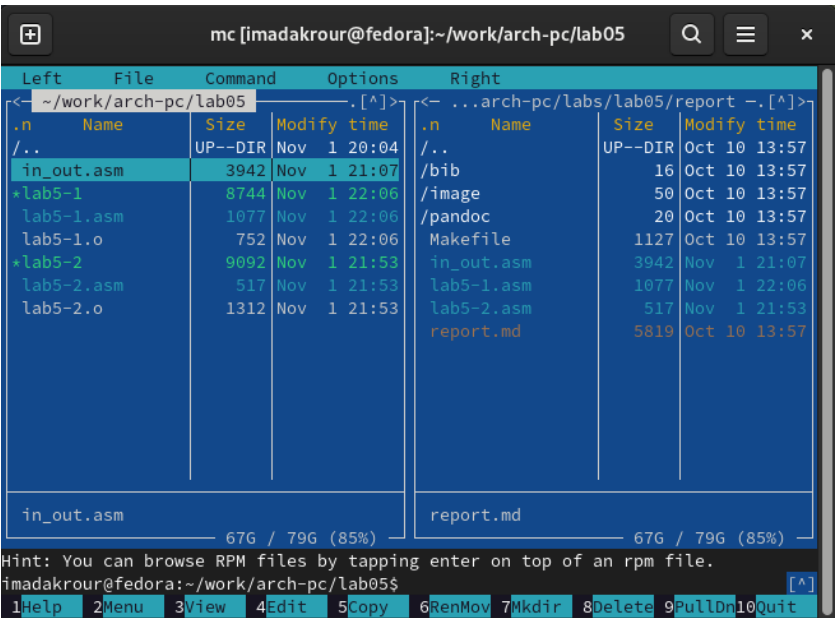 mc [imadakrour@fedora]:~/work/arch-pc/lab05
Left File Command Options Right
<— ~/work/arch-pc/lab05 —.[^]>
.n Name Size Modify time
/.. UP--DIR Nov 1 20:04
in_out.asm 3942 Nov 1 21:07
*lab5-1 8744 Nov 1 22:06
lab5-1.asm 1077 Nov 1 22:06
lab5-1.o 752 Nov 1 22:06
*lab5-2 9092 Nov 1 21:53
lab5-2.asm 517 Nov 1 21:53
lab5-2.o 1312 Nov 1 21:53
in_out.asm
67G / 79G (85%)
<— ...arch-pc/labs/lab05/report —.[^]>
.n Name Size Modify time
/.. UP--DIR Oct 10 13:57
/bib 16 Oct 10 13:57
/image 50 Oct 10 13:57
/pandoc 20 Oct 10 13:57
Makefile 1127 Oct 10 13:57
in_out.asm 3942 Nov 1 21:07
lab5-1.asm 1077 Nov 1 22:06
lab5-2.asm 517 Nov 1 21:53
report.md 5819 Oct 10 13:57
report.md
67G / 79G (85%)
Hint: You can browse RPM files by tapping enter on top of an rpm file.
imadakrour@fedora:~/work/arch-pc/lab05$ [^]
1Help 2Menu 3View 4Edit 5Copy 6RenMov 7Mkdir 8Delete 9PullDn 10Quit